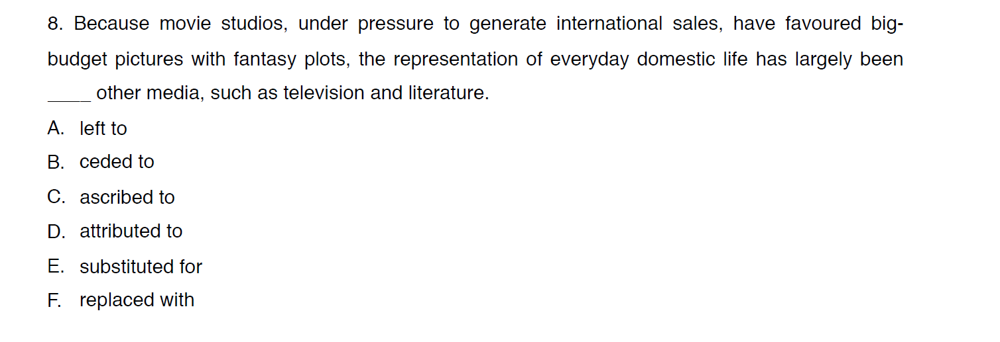 8. Because movie studios, under pressure to generate international sales, have favoured big-
budget pictures with fantasy plots, the representation of everyday domestic life has largely been
____ other media, such as television and literature.
A. left to
B. ceded to
C. ascribed to
D. attributed to
E. substituted for
F. replaced with